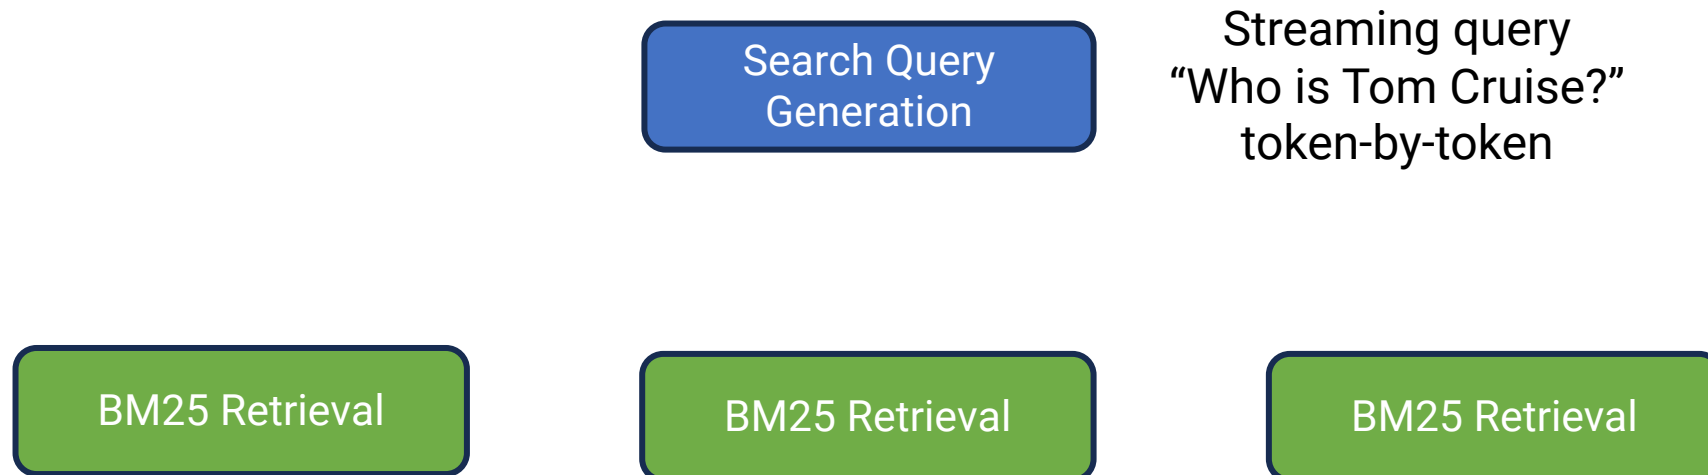 Search Query
Generation
Streaming query
“Who is Tom Cruise?”
token-by-token
BM25 Retrieval
BM25 Retrieval
BM25 Retrieval